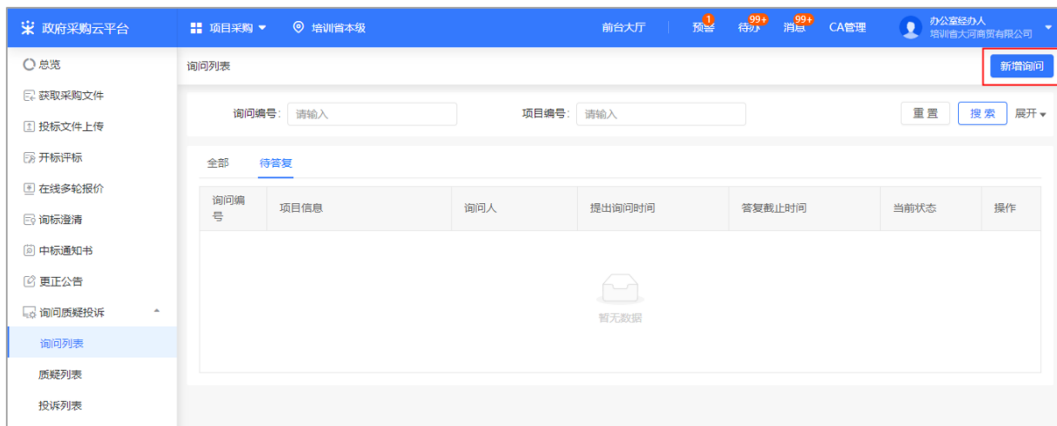 政府采购云平台 项目采购 培训省本级 前台大厅 预警 1 待办 99+ 消息 99+ CA管理 办公室经办人
培训省大河商贸有限公司
总览
询问列表 新增询问
获取采购文件
询问编号: 请输入 项目编号: 请输入 重置 搜索 展开
投标文件上传
开标评标
全部 待答复
在线多轮报价
询问编号 项目信息 询问人 提出询问时间 答复截止时间 当前状态 操作
询标澄清
中标通知书
更正公告
询问质疑投诉
暂无数据
询问列表
质疑列表
投诉列表